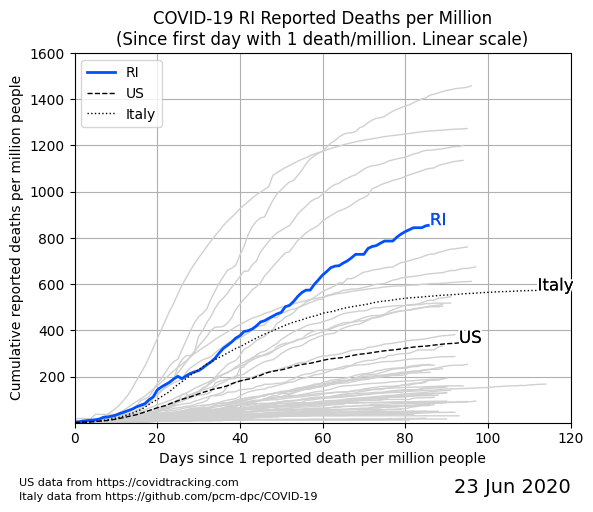 COVID-19 RI Reported Deaths per Million
(Since first day with 1 death/million. Linear scale)
Cumulative reported deaths per million people
1600
1400
1200
1000
800
600
400
200
RI
US
Italy
RI
Italy
US
0 20 40 60 80 100 120
Days since 1 reported death per million people
US data from https://covidtracking.com
Italy data from https://github.com/pcm-dpc/COVID-19
23 Jun 2020